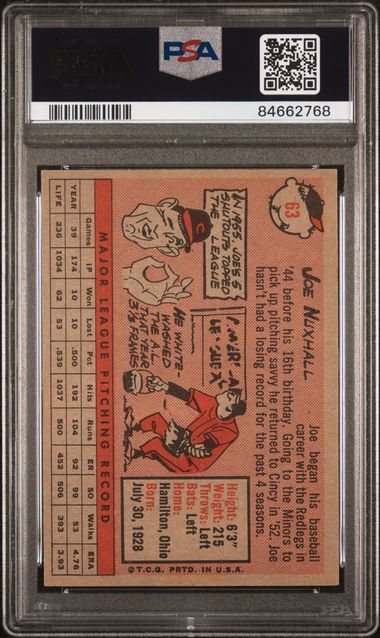 PSA
PSA
84662768
63
JOE NUXHALL
Joe began his baseball
career with the Redlegs in
'44 before his 16th birthday. Going to the Minors to
pick up pitching savvy he returned to Cincy in '52. Joe
hasn't had a losing record for the past 4 seasons.
IN 1955 JOE'S 5
SHUTOUTS TOPPED
THE LEAGUE
HE WHITE-
WASHED
THE
THAT YEAR
3⅓ FRAMES
Height: 6'3"
Weight: 215
Throws: Left
Bats: Left
Home:
Hamilton, Ohio
Born:
July 30, 1928
MAJOR LEAGUE PITCHING RECORD
Games IP Won Lost Pct Hits Runs ER SO Walks ERA
YEAR 39 174 10 10 .500 192 104 92 99 53 4.76
LIFE 236 1034 62 53 .539 1037 500 452 506 393 3.93
©T.C.G. PRTD. IN U.S.A.